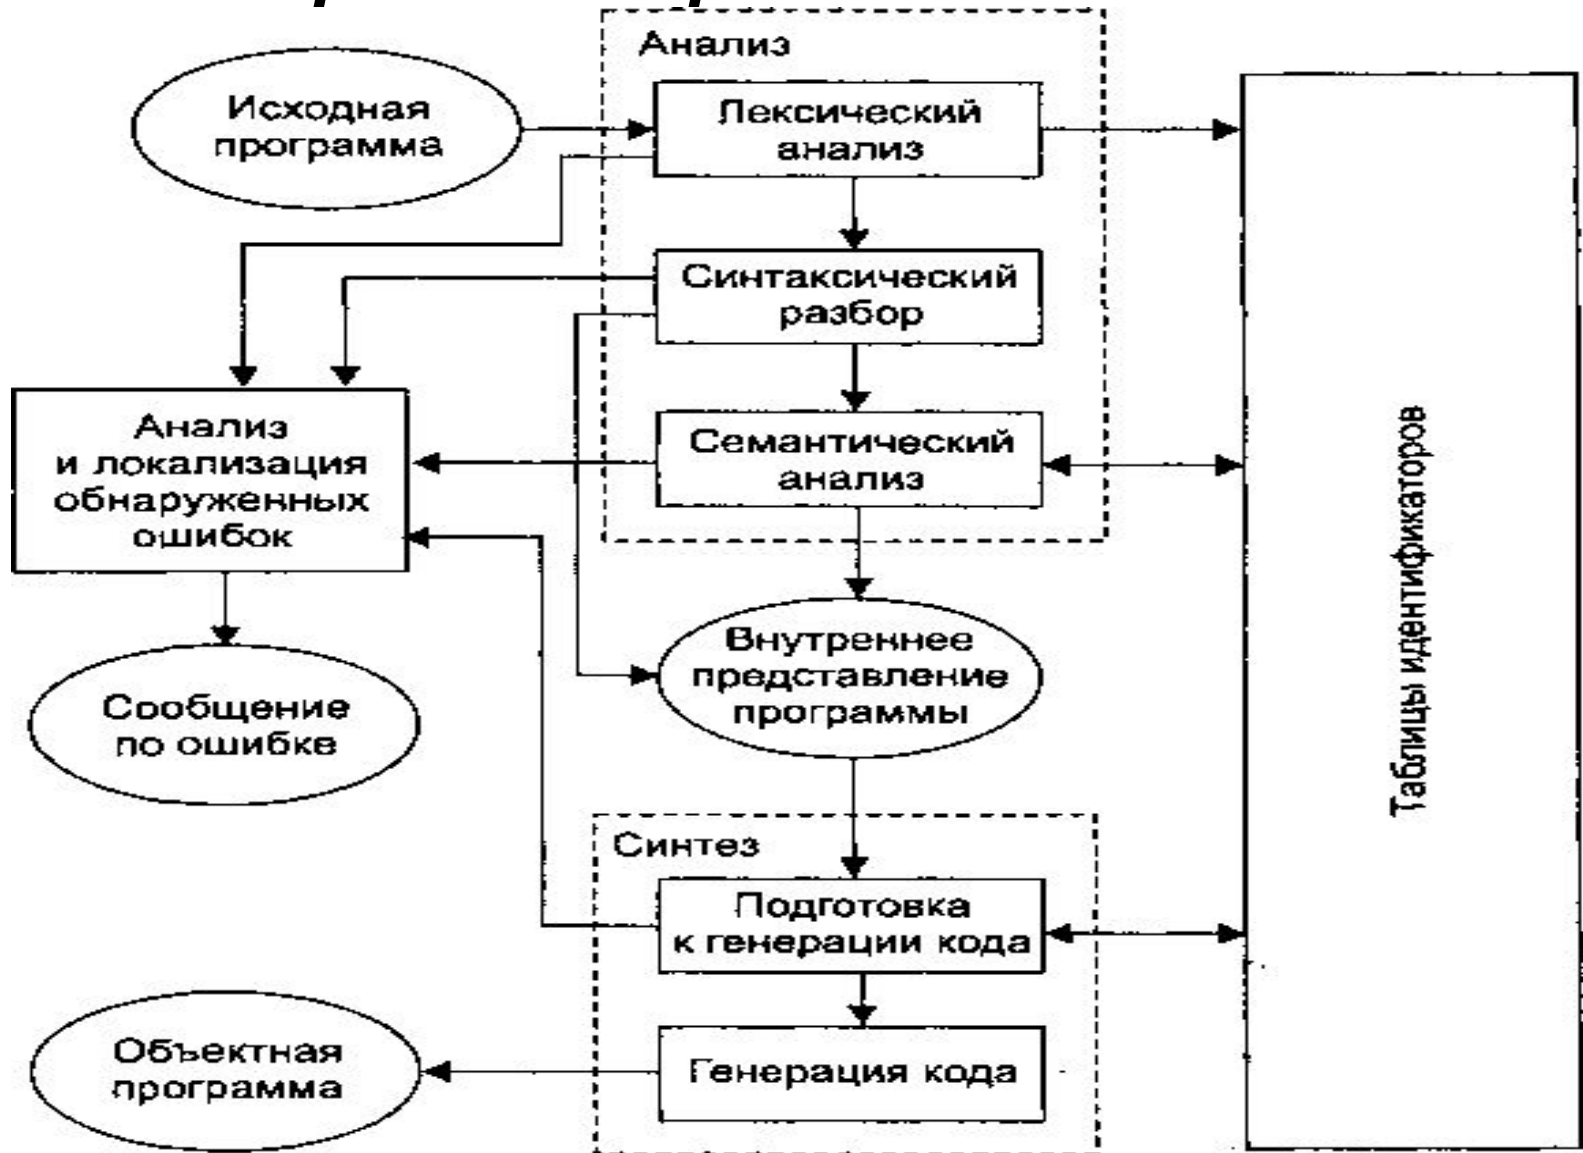 Анализ
Исходная
программа
Лексический
анализ
Синтаксический
разбор
Анализ
и локализация
обнаруженных
ошибок
Семантический
анализ
Таблицы идентификаторов
Внутреннее
представление
программы
Сообщение
по ошибке
Синтез
Подготовка
к генерации кода
Объектная
программа
Генерация кода